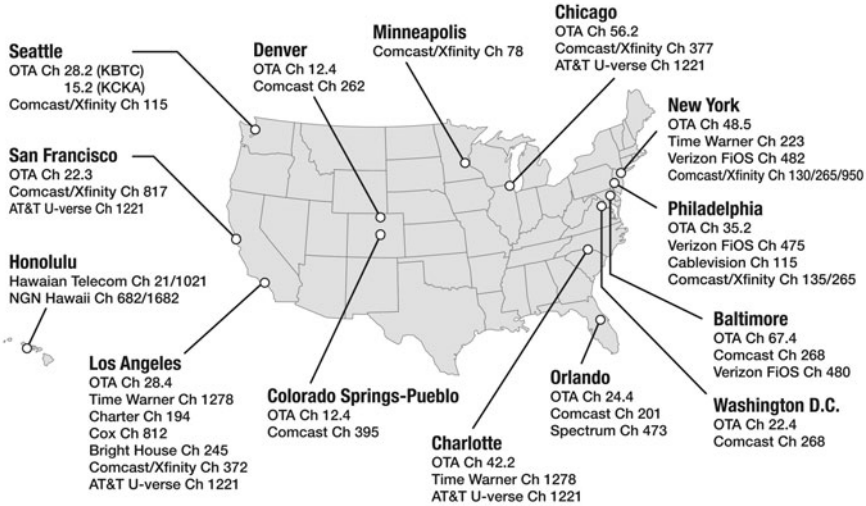 Seattle
OTA Ch 28.2 (KBTC)
15.2 (KCKA)
Comcast/Xfinity Ch 115
San Francisco
OTA Ch 22.3
Comcast/Xfinity Ch 817
AT&T U-verse Ch 1221
Honolulu
Hawaiian Telecom Ch 21/1021
NGN Hawaii Ch 682/1682
Los Angeles
OTA Ch 28.4
Time Warner Ch 1278
Charter Ch 194
Cox Ch 812
Bright House Ch 245
Comcast/Xfinity Ch 372
AT&T U-verse Ch 1221
Denver
OTA Ch 12.4
Comcast Ch 262
Colorado Springs-Pueblo
OTA Ch 12.4
Comcast Ch 395
Minneapolis
Comcast/Xfinity Ch 78
Charlotte
OTA Ch 42.2
Time Warner Ch 1278
AT&T U-verse Ch 1221
Chicago
OTA Ch 56.2
Comcast/Xfinity Ch 377
AT&T U-verse Ch 1221
Orlando
OTA Ch 24.4
Comcast Ch 201
Spectrum Ch 473
New York
OTA Ch 48.5
Time Warner Ch 223
Verizon FiOS Ch 482
Comcast/Xfinity Ch 130/265/950
Philadelphia
OTA Ch 35.2
Verizon FiOS Ch 475
Cablevision Ch 115
Comcast/Xfinity Ch 135/265
Baltimore
OTA Ch 67.4
Comcast Ch 268
Verizon FiOS Ch 480
Washington D.C.
OTA Ch 22.4
Comcast Ch 268